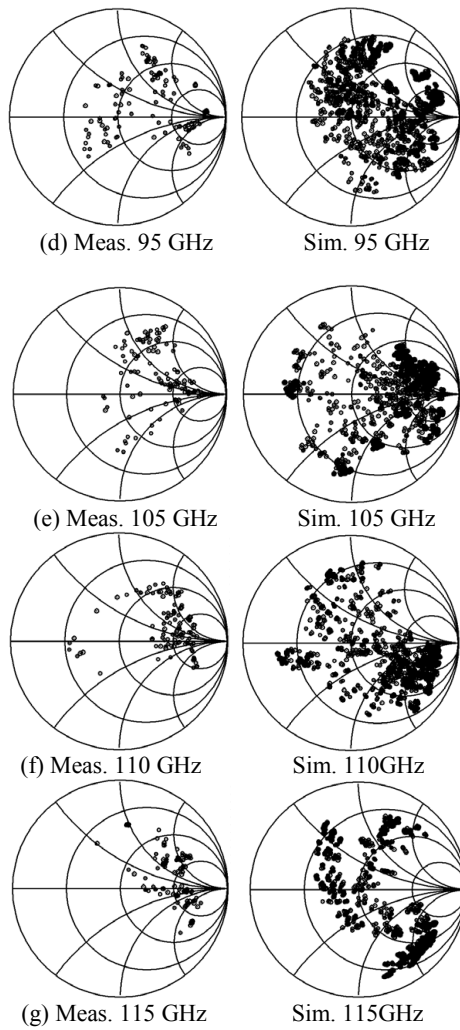 (d) Meas. 95 GHz Sim. 95 GHz
(e) Meas. 105 GHz Sim. 105 GHz
(f) Meas. 110 GHz Sim. 110GHz
(g) Meas. 115 GHz Sim. 115GHz